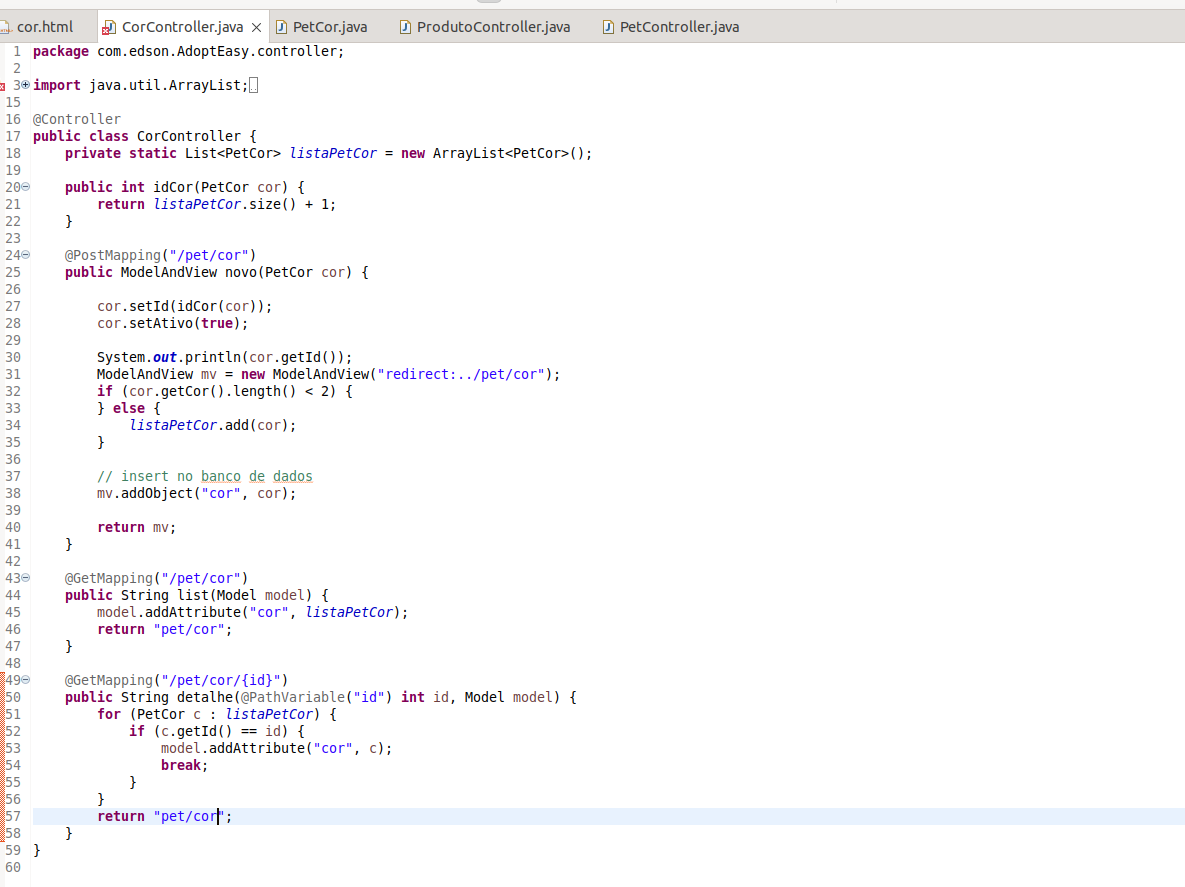 cor.html CorController.java PetCor.java ProdutoController.java PetController.java
1 package com.edson.AdoptEasy.controller;
2
3 import java.util.ArrayList;
15
16 @Controller
17 public class CorController {
18 private static List<PetCor> listaPetCor = new ArrayList<PetCor>();
19
20 public int idCor(PetCor cor) {
21 return listaPetCor.size() + 1;
22 }
23
24 @PostMapping("/pet/cor")
25 public ModelAndView novo(PetCor cor) {
26
27 cor.setId(idCor(cor));
28 cor.setAtivo(true);
29
30 System.out.println(cor.getId());
31 ModelAndView mv = new ModelAndView("redirect:../pet/cor");
32 if (cor.getCor().length() < 2) {
33 } else {
34 listaPetCor.add(cor);
35 }
36
37 // insert no banco de dados
38 mv.addObject("cor", cor);
39
40 return mv;
41 }
42
43 @GetMapping("/pet/cor")
44 public String list(Model model) {
45 model.addAttribute("cor", listaPetCor);
46 return "pet/cor";
47 }
48
49 @GetMapping("/pet/cor/{id}")
50 public String detalhe(@PathVariable("id") int id, Model model) {
51 for (PetCor c : listaPetCor) {
52 if (c.getId() == id) {
53 model.addAttribute("cor", c);
54 break;
55 }
56 }
57 return "pet/cor";
58 }
59 }
60